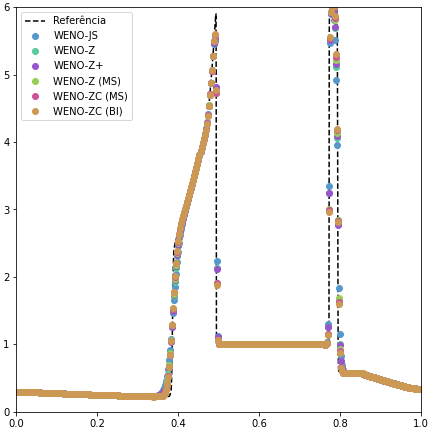 Referência
WENO-JS
WENO-Z
WENO-Z+
WENO-Z (MS)
WENO-ZC (MS)
WENO-ZC (BI)
6
5
4
3
2
1
0
0.0 0.2 0.4 0.6 0.8 1.0